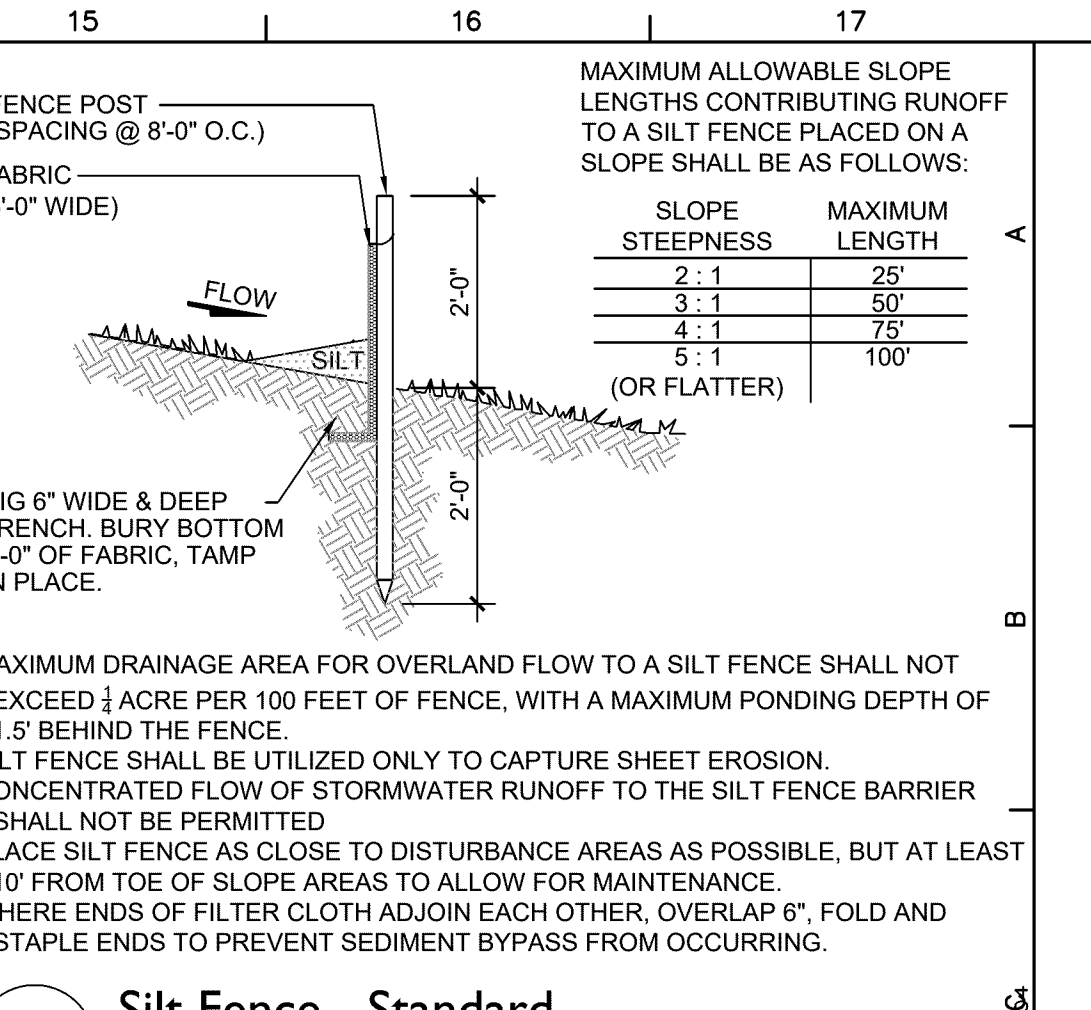 15 16 17
FENCE POST
SPACING @ 8'-0" O.C.)
ABRIC
'-0" WIDE)
MAXIMUM ALLOWABLE SLOPE
LENGTHS CONTRIBUTING RUNOFF
TO A SILT FENCE PLACED ON A
SLOPE SHALL BE AS FOLLOWS:
SLOPE MAXIMUM
STEEPNESS LENGTH
2 : 1 25'
3 : 1 50'
4 : 1 75'
5 : 1 100'
(OR FLATTER)
A
FLOW
2'-0"
SILT
2'-0"
IG 6" WIDE & DEEP
RENCH. BURY BOTTOM
-0" OF FABRIC, TAMP
N PLACE.
B
AXIMUM DRAINAGE AREA FOR OVERLAND FLOW TO A SILT FENCE SHALL NOT
EXCEED 1/4 ACRE PER 100 FEET OF FENCE, WITH A MAXIMUM PONDING DEPTH OF
1.5' BEHIND THE FENCE.
ILT FENCE SHALL BE UTILIZED ONLY TO CAPTURE SHEET EROSION.
ONCENTRATED FLOW OF STORMWATER RUNOFF TO THE SILT FENCE BARRIER
SHALL NOT BE PERMITTED
LACE SILT FENCE AS CLOSE TO DISTURBANCE AREAS AS POSSIBLE, BUT AT LEAST
10' FROM TOE OF SLOPE AREAS TO ALLOW FOR MAINTENANCE.
HERE ENDS OF FILTER CLOTH ADJOIN EACH OTHER, OVERLAP 6", FOLD AND
STAPLE ENDS TO PREVENT SEDIMENT BYPASS FROM OCCURRING.
Silt Fence - Standard